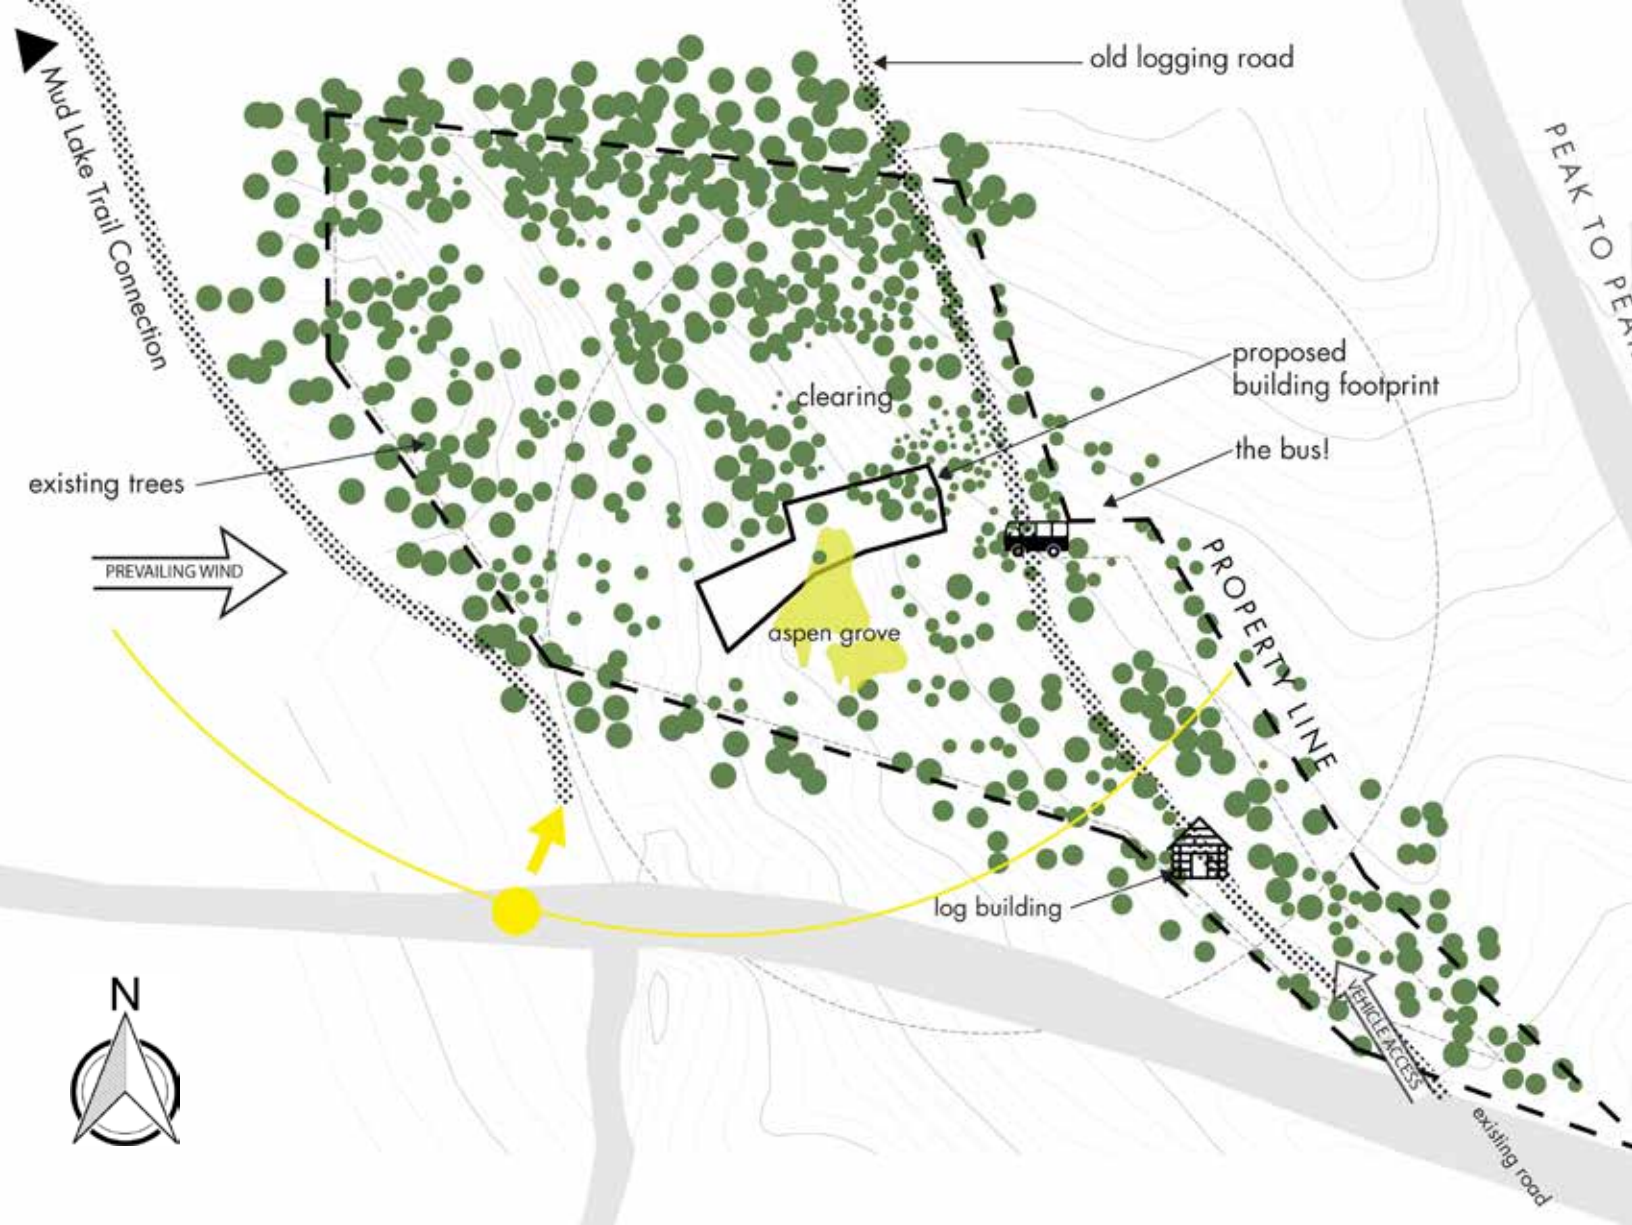 old logging road
Mud Lake Trail Connection
PEAK TO PEA
proposed
building footprint
clearing
the bus!
existing trees
PREVAILING WIND
PROPERTY LINE
aspen grove
log building
N
VEHICLE ACCESS
existing road